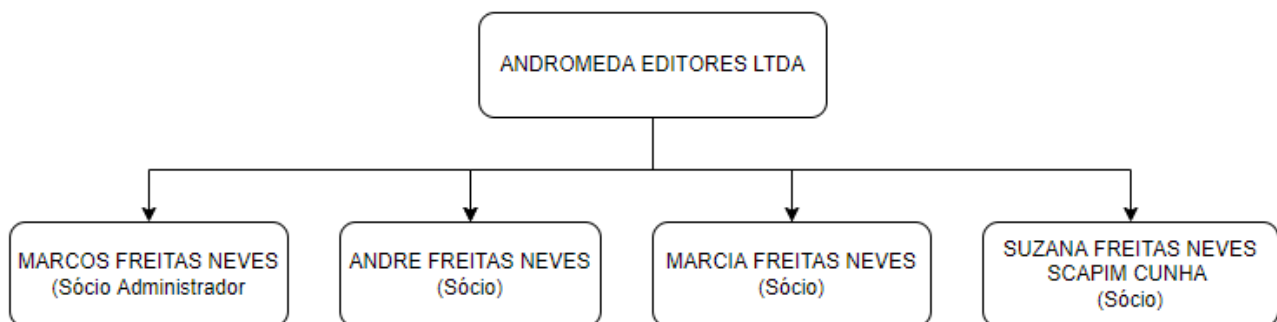 ANDROMEDA EDITORES LTDA
MARCOS FREITAS NEVES
(Sócio Administrador
ANDRE FREITAS NEVES
(Sócio)
MARCIA FREITAS NEVES
(Sócio)
SUZANA FREITAS NEVES
SCAPIM CUNHA
(Sócio)